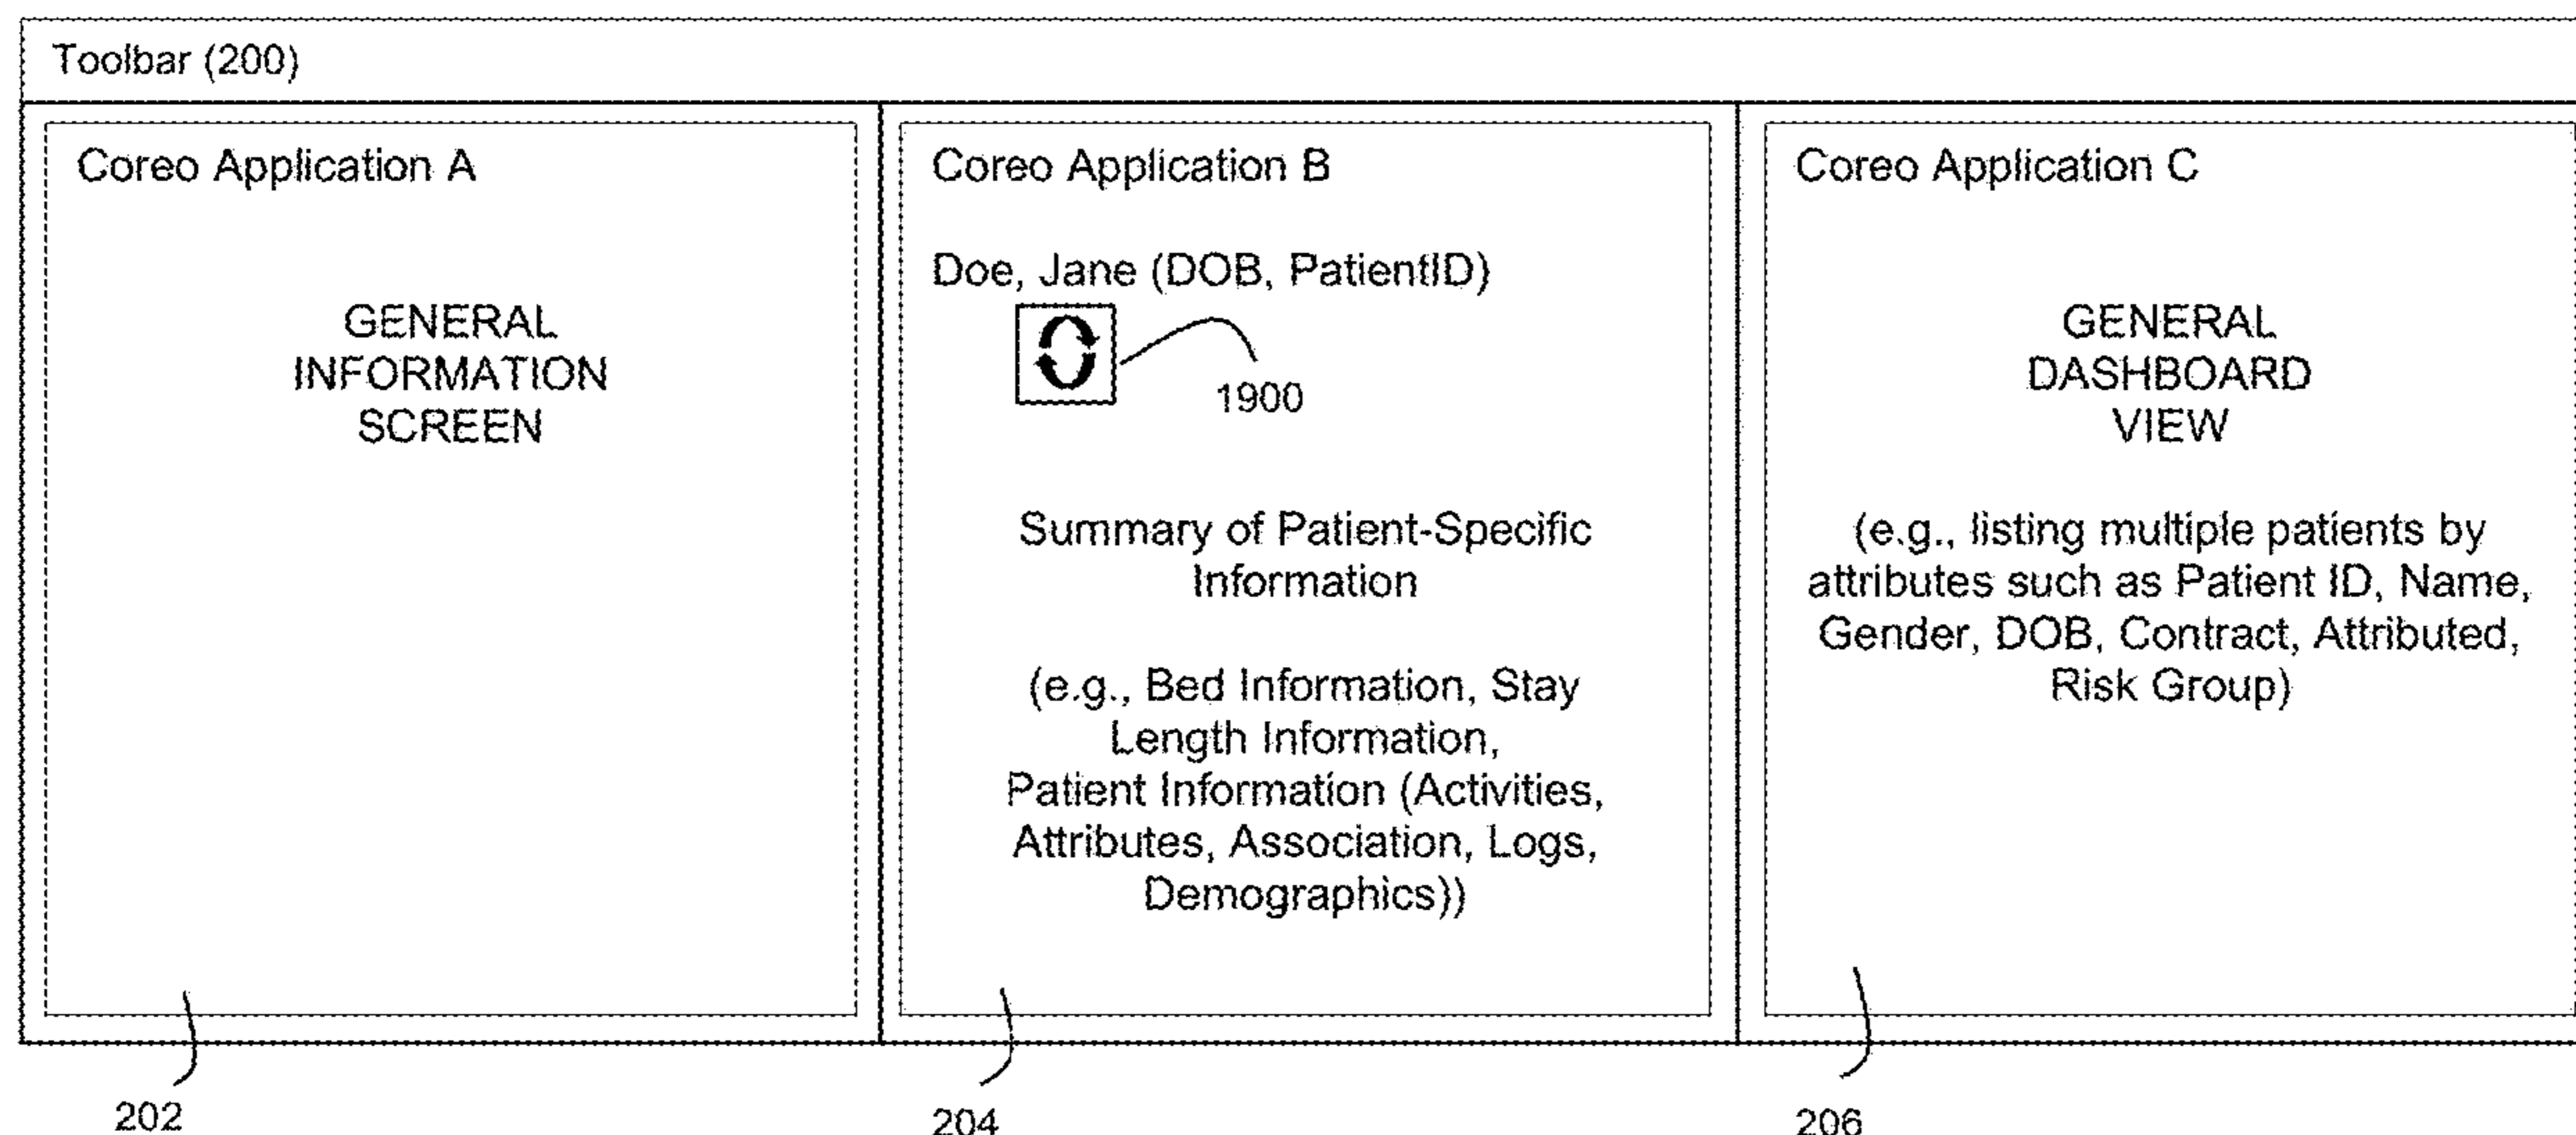 Toolbar (200)
Coreo Application A
GENERAL
INFORMATION
SCREEN
202
Coreo Application B
Doe, Jane (DOB, PatientID)
1900
Summary of Patient-Specific
Information
(e.g., Bed Information, Stay
Length Information,
Patient Information (Activities,
Attributes, Association, Logs,
Demographics))
204
Coreo Application C
GENERAL
DASHBOARD
VIEW
(e.g., listing multiple patients by
attributes such as Patient ID, Name,
Gender, DOB, Contract, Attributed,
Risk Group)
206